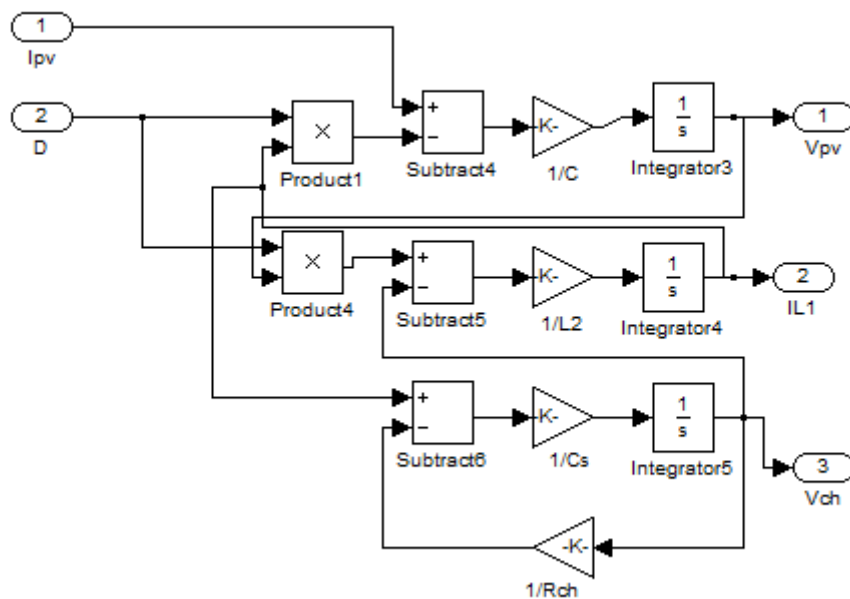 1
Ipv
2
D
×
Product1
+
−
Subtract4
-K-
1/C
1
s
Integrator3
1
Vpv
×
Product4
+
−
Subtract5
-K-
1/L2
1
s
Integrator4
2
IL1
+
−
Subtract6
-K-
1/Cs
1
s
Integrator5
3
Vch
-K-
1/Rch